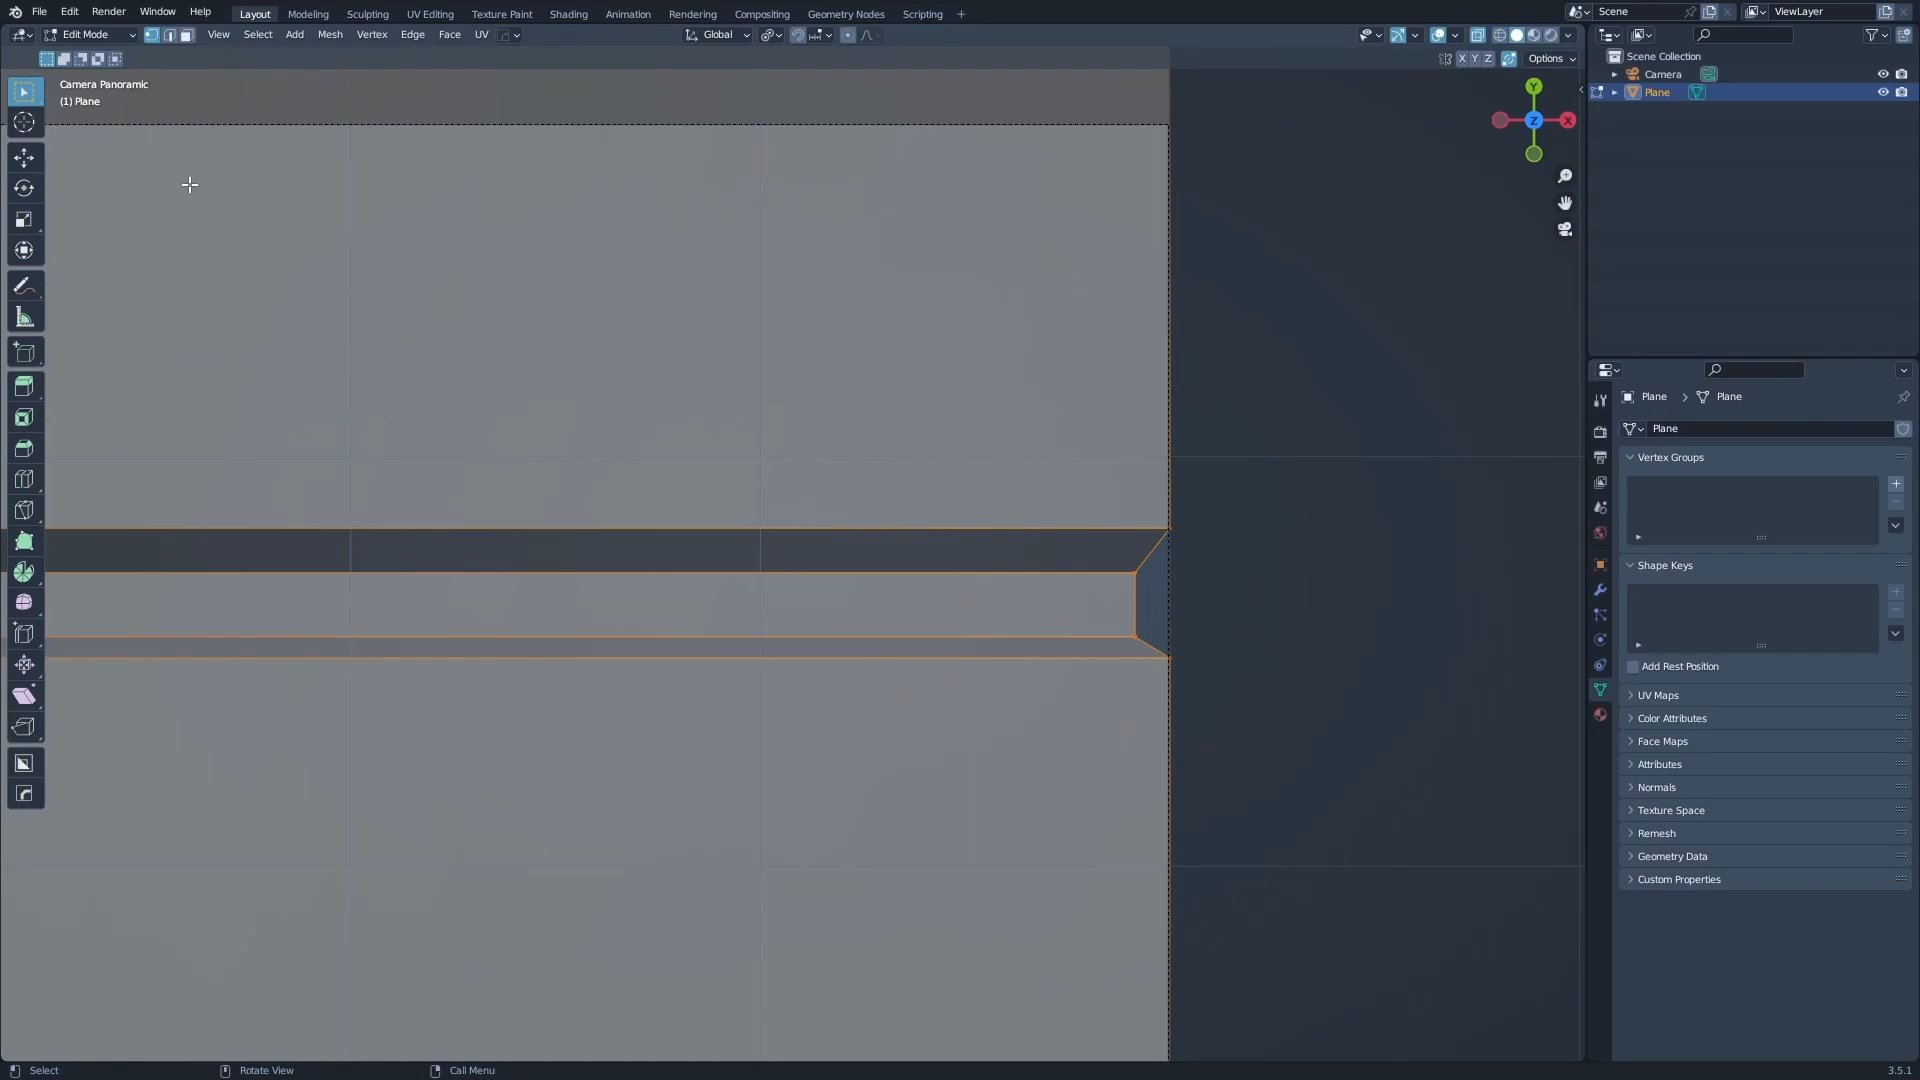 File Edit Render Window Help Layout Modeling Sculpting UV Editing Texture Paint Shading Animation Rendering Compositing Geometry Nodes Scripting + Scene ViewLayer
Edit Mode View Select Add Mesh Vertex Edge Face UV Global
X Y Z Options
Camera Panoramic
(1) Plane
Y
Z X
Scene Collection
Camera
Plane
Plane > Plane
Plane
Vertex Groups
Shape Keys
Add Rest Position
UV Maps
Color Attributes
Face Maps
Attributes
Normals
Texture Space
Remesh
Geometry Data
Custom Properties
Select Rotate View Call Menu 3.5.1